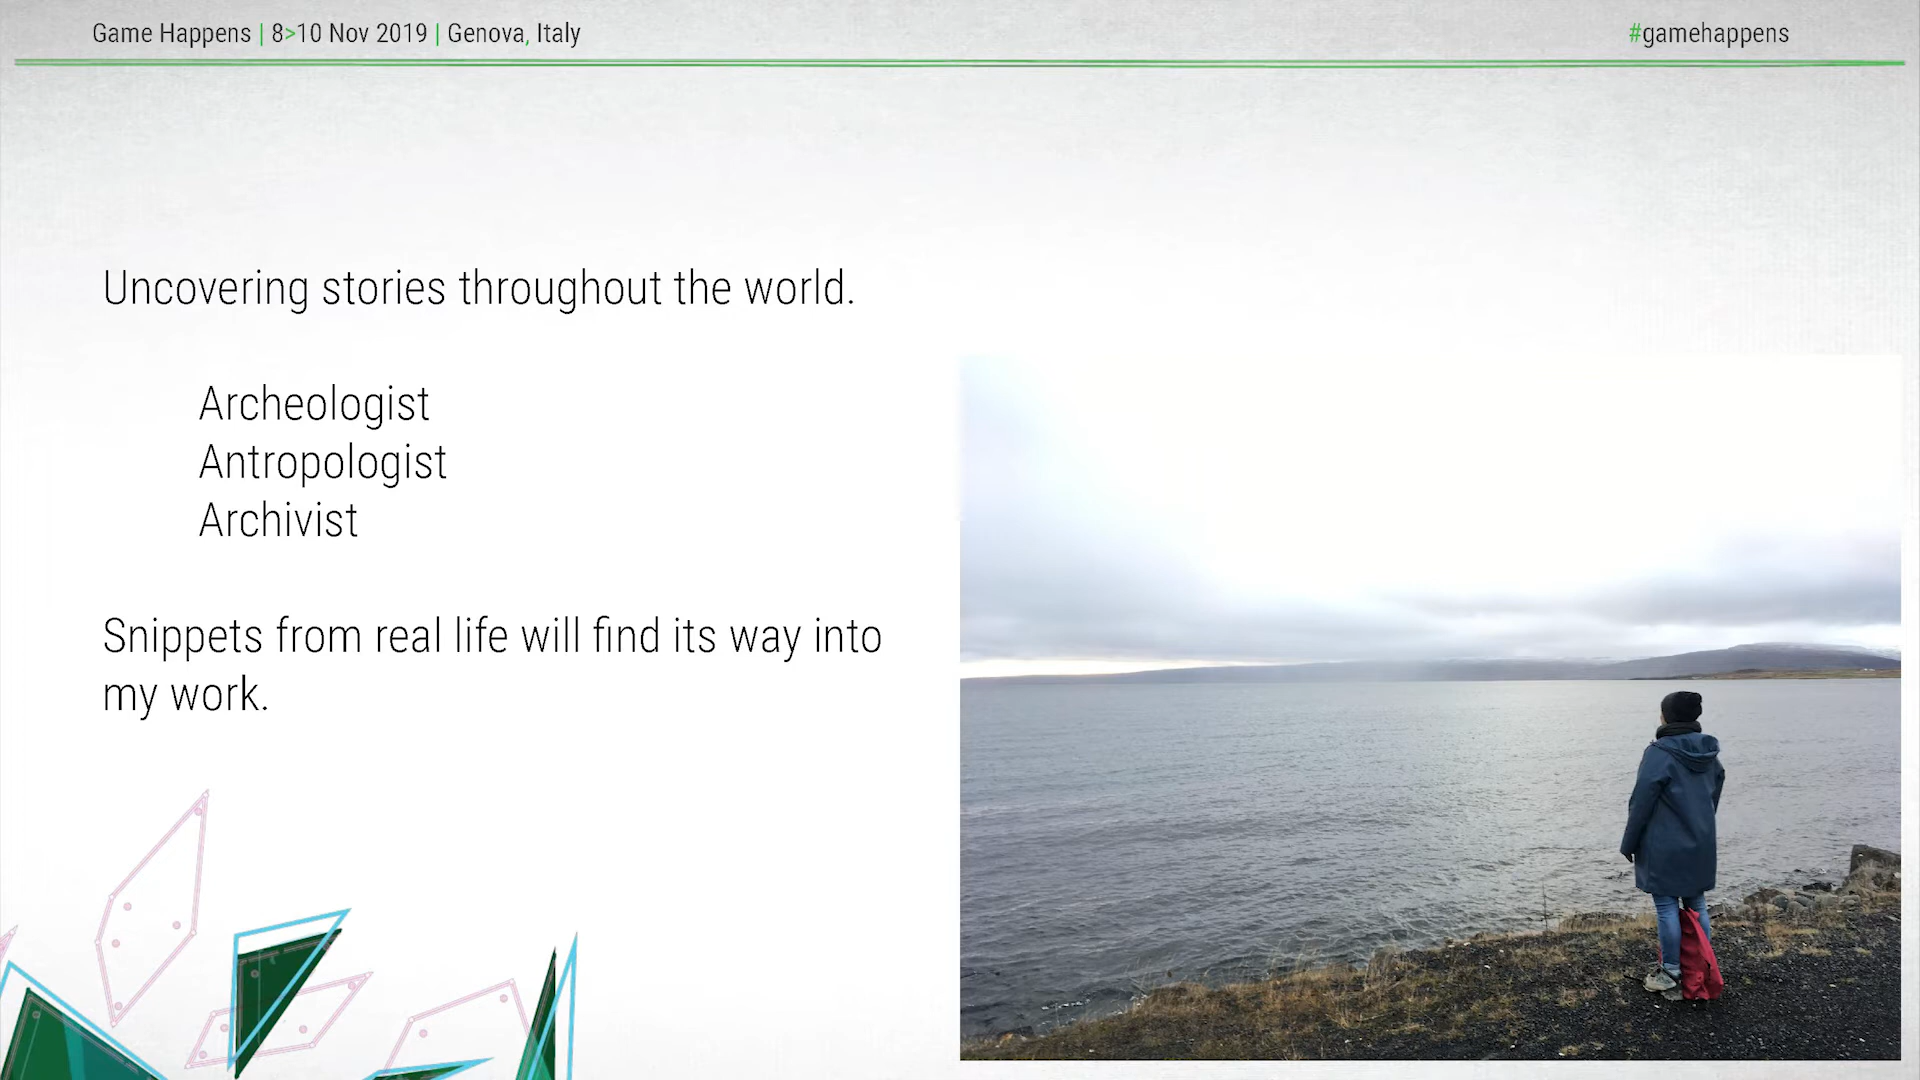 Game Happens | 8>10 Nov 2019 | Genova, Italy
#gamehappens
Uncovering stories throughout the world.
Archeologist
Antropologist
Archivist
Snippets from real life will find its way into
my work.